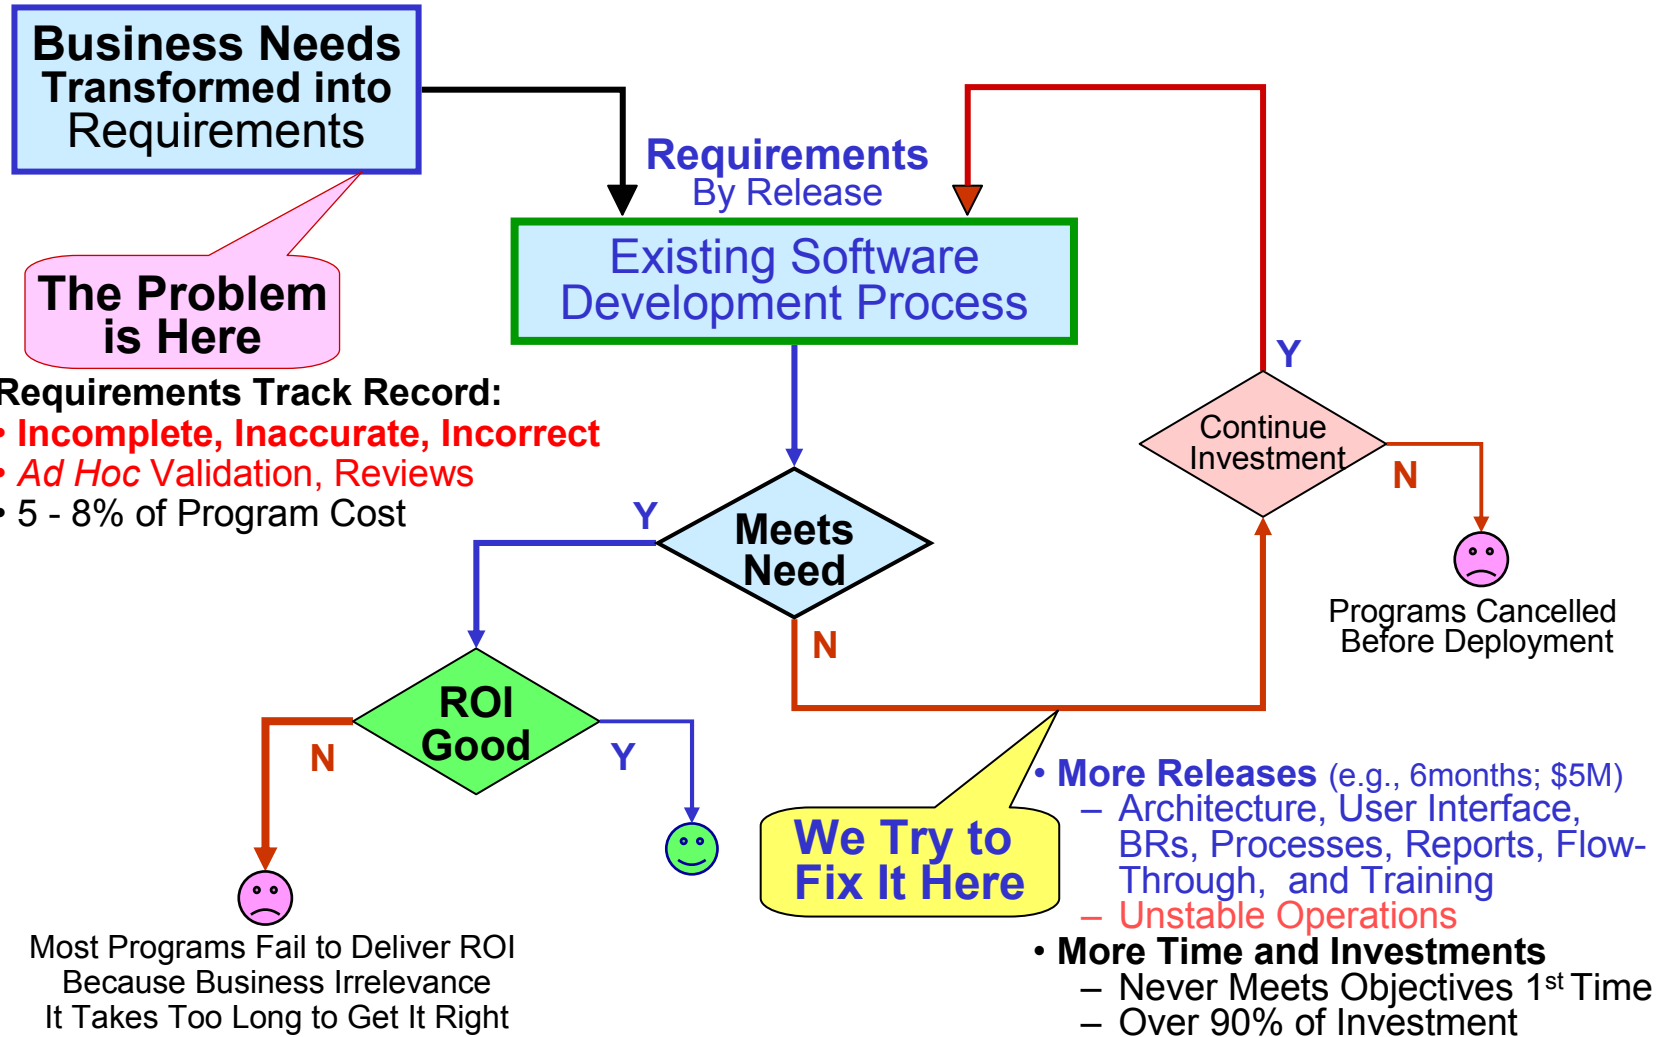 Business Needs
Transformed into
Requirements
Requirements
By Release
Existing Software
Development Process
The Problem
is Here
Requirements Track Record:
• Incomplete, Inaccurate, Incorrect
• Ad Hoc Validation, Reviews
• 5 - 8% of Program Cost
Y
Continue
Investment
N
Programs Cancelled
Before Deployment
Y
Meets
Need
N
ROI
Good
N
Y
We Try to
Fix It Here
• More Releases (e.g., 6months; $5M)
– Architecture, User Interface,
BRs, Processes, Reports, Flow-
Through, and Training
– Unstable Operations
• More Time and Investments
– Never Meets Objectives 1st Time
– Over 90% of Investment
Most Programs Fail to Deliver ROI
Because Business Irrelevance
It Takes Too Long to Get It Right